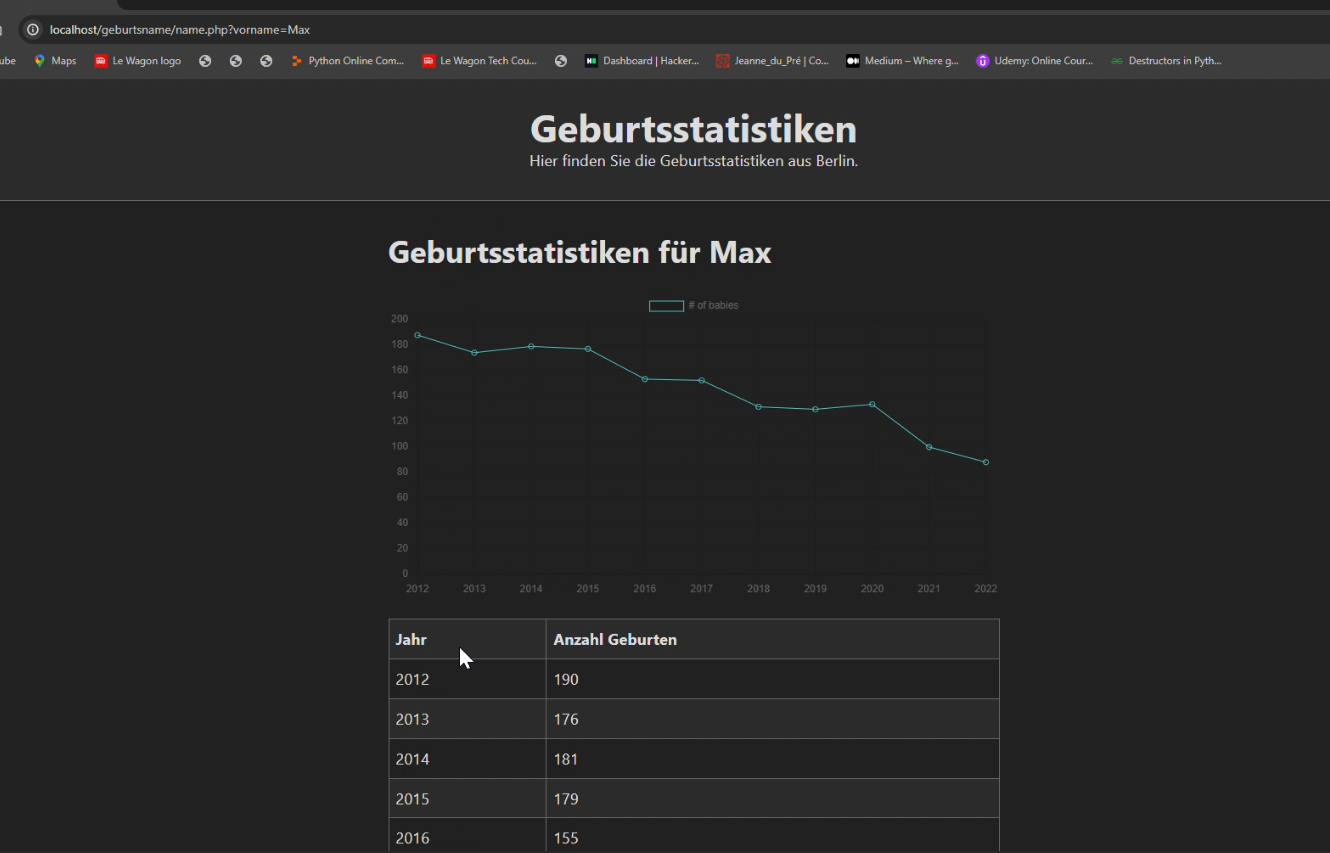 localhost/geburtsname/name.php?vorname=Max
ube Maps Le Wagon logo Python Online Com... Le Wagon Tech Cou... Dashboard | Hacker... Jeanne_du_Pré | Co... Medium – Where g... Udemy: Online Cour... Destructors in Pyth...
Geburtsstatistiken
Hier finden Sie die Geburtsstatistiken aus Berlin.
Geburtsstatistiken für Max
# of babies
200
180
160
140
120
100
80
60
40
20
0
2012 2013 2014 2015 2016 2017 2018 2019 2020 2021 2022
Jahr Anzahl Geburten
2012 190
2013 176
2014 181
2015 179
2016 155